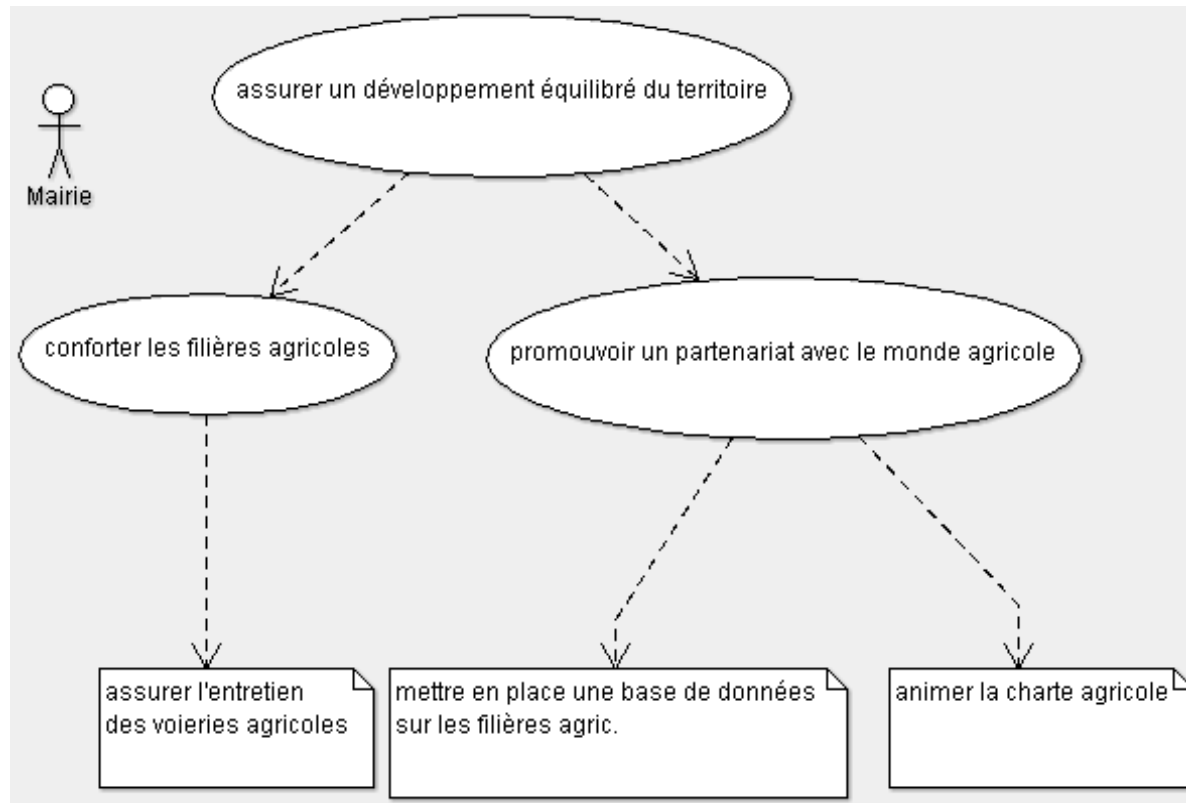 assurer un développement équilibré du territoire
Mairie
conforter les filières agricoles
promouvoir un partenariat avec le monde agricole
assurer l'entretien
des voieries agricoles
mettre en place une base de données
sur les filières agric.
animer la charte agricole